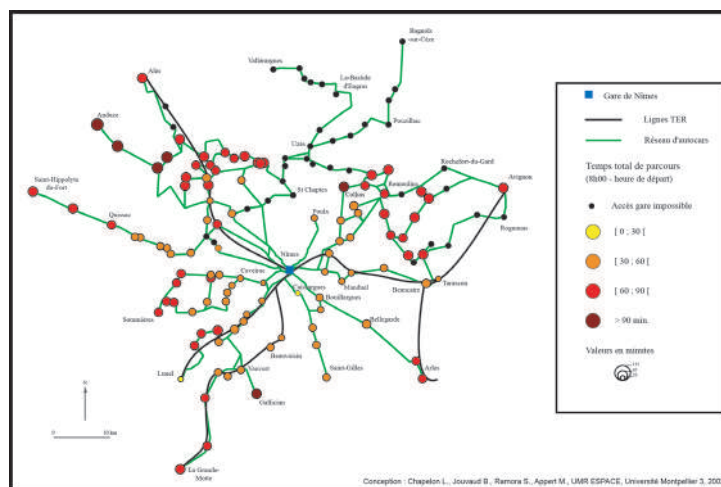 Bagnols
-sur-Cèze
Valliérargues
La-Bastide
d'Engras
Alès
Pouzilhac
Anduze
Uzès
Rochefort-du-Gard
Avignon
Saint-Hippolyte
du-Fort
St Chaptes
Collias
Remoulins
Quissac
Poulx
Rognonas
Nîmes
Caveirac
Caissargues
Manduel
Bouillargues
Beaucaire
Tarascon
Sommières
Bellegarde
Beauvoisin
Lunel
Vauvert
Saint-Gilles
Arles
Gallician
La Grande
Motte
N
10 km
Gare de Nîmes
Lignes TER
Réseau d'autocars
Temps total de parcours
(8h00 - heure de départ)
Accès gare impossible
[ 0 ; 30 [
[ 30 ; 60 [
[ 60 ; 90 [
> 90 min.
Valeurs en minutes
Conception : Chapelon L., Jouvaud B., Ramora S., Appert M., UMR ESPACE, Université Montpellier 3, 200